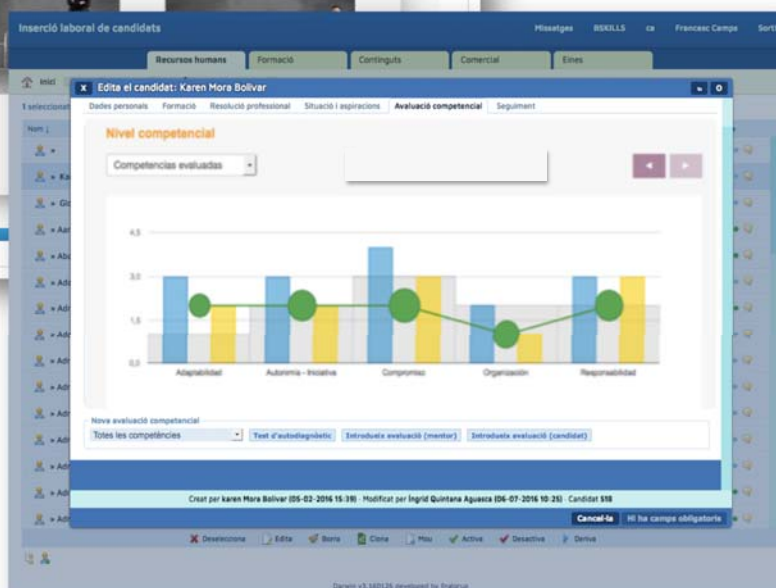 Inserció laboral de candidats
Missatges BSKILLS ca Francesc Camps
Recursos humans Formació Continguts Comercial Eines
Inici
X Edita el candidat: Karen Mora Bolivar
Dades personals Formació Resolució professional Situació i aspiracions Avaluació competencial Seguiment
Nom
Nivel competencial
Competencias evaluadas
4,5
3,0
1,5
0,0
Adaptabilidad Autonomia - Iniciativa Compromiso Organización Responsabilidad
Nova avaluació competencial
Totes les competències Test d'autodiagnòstic Introdueix avaluació (mentor) Introdueix avaluació (candidat)
Creat per karen Mora Bolivar (05-02-2016 15:39) · Modificat per Íngrid Quintana Aguasca (06-07-2016 10:25) · Candidat 518
Cancel·la Hi ha camps obligatoris
Deselecciona Edita Borra Clona Mou Activa Desactiva Deriva